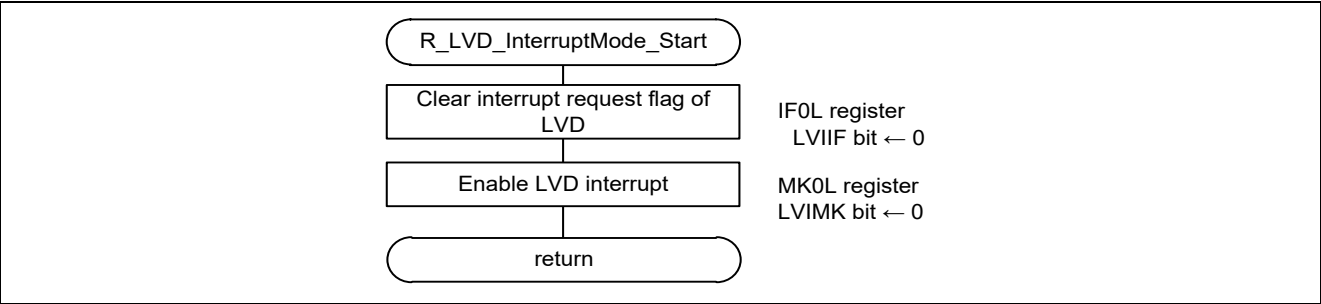 R_LVD_InterruptMode_Start
Clear interrupt request flag of
LVD
IF0L register
LVIIF bit ← 0
Enable LVD interrupt
MK0L register
LVIMK bit ← 0
return